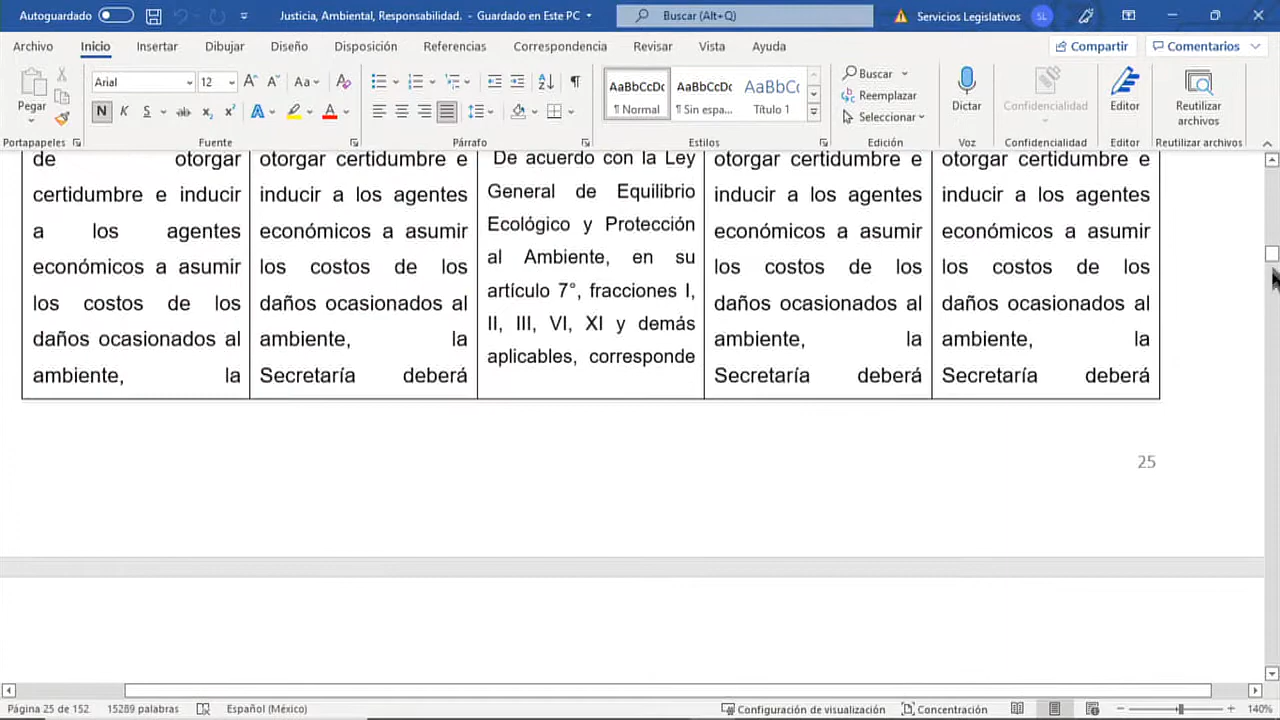 Autoguardado
Justicia, Ambiental, Responsabilidad. - Guardado en Este PC
Buscar (Alt+Q)
Servicios Legislativos
SL
Archivo
Inicio
Insertar
Dibujar
Diseño
Disposición
Referencias
Correspondencia
Revisar
Vista
Ayuda
Compartir
Comentarios
Pegar
Arial
12
N K S ab x₂ x²
AaBbCcDc
¶ Normal
AaBbCcDc
¶ Sin espa...
AaBbC
Título 1
Buscar
Reemplazar
Seleccionar
Dictar
Confidencialidad
Editor
Reutilizar
archivos
Portapapeles
Fuente
Párrafo
Estilos
Edición
Voz
Confidencialidad
Editor
Reutilizar archivos
de otorgar
certidumbre e inducir
a los agentes
económicos a asumir
los costos de los
daños ocasionados al
ambiente, la
otorgar certidumbre e
inducir a los agentes
económicos a asumir
los costos de los
daños ocasionados al
ambiente, la
Secretaría deberá
De acuerdo con la Ley
General de Equilibrio
Ecológico y Protección
al Ambiente, en su
artículo 7°, fracciones I,
II, III, VI, XI y demás
aplicables, corresponde
otorgar certidumbre e
inducir a los agentes
económicos a asumir
los costos de los
daños ocasionados al
ambiente, la
Secretaría deberá
otorgar certidumbre e
inducir a los agentes
económicos a asumir
los costos de los
daños ocasionados al
ambiente, la
Secretaría deberá
25
Página 25 de 152
15289 palabras
Español (México)
Configuración de visualización
Concentración
140%